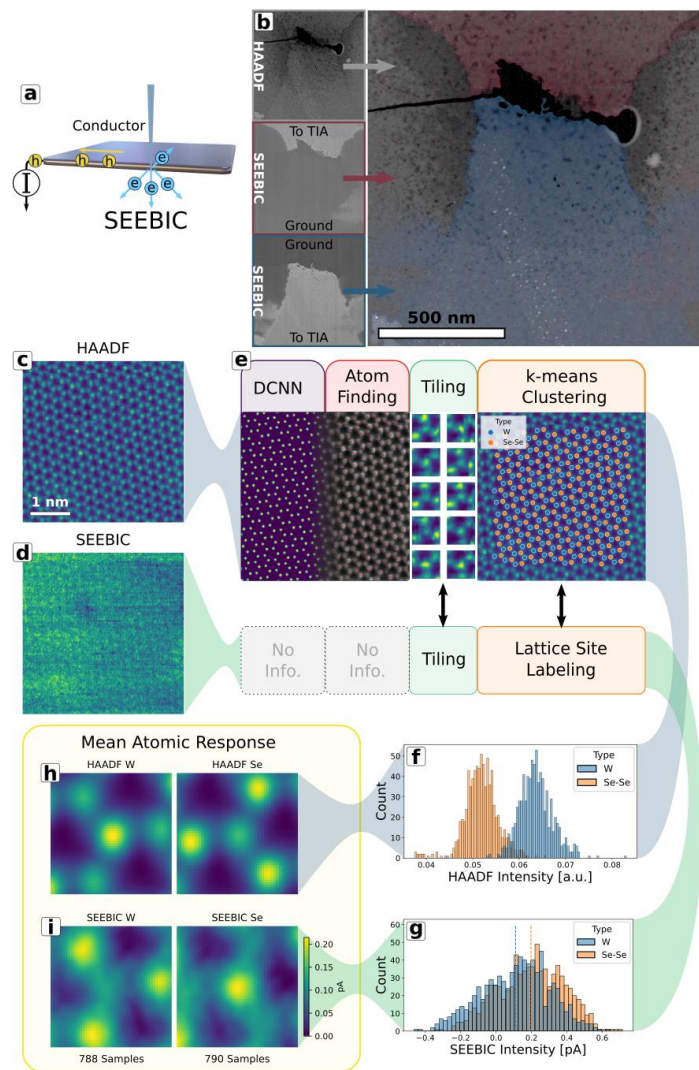 a
Conductor
h
h
h
e
e
e
e
e
I
SEEBIC
b
HAADF
To TIA
SEEBIC
Ground
Ground
SEEBIC
To TIA
500 nm
c
HAADF
1 nm
d
SEEBIC
e
DCNN
Atom
Finding
Tiling
k-means
Clustering
Type
W
Se-Se
No
Info.
No
Info.
Tiling
Lattice Site
Labeling
Mean Atomic Response
h
HAADF W
HAADF Se
i
SEEBIC W
SEEBIC Se
0.20
0.15
0.10
0.05
0.00
pA
788 Samples
790 Samples
f
Type
W
Se-Se
Count
50
40
30
20
10
0
0.04
0.05
0.06
0.07
0.08
HAADF Intensity [a.u.]
g
Type
W
Se-Se
Count
60
50
40
30
20
10
0
−0.4
−0.2
0.0
0.2
0.4
0.6
SEEBIC Intensity [pA]